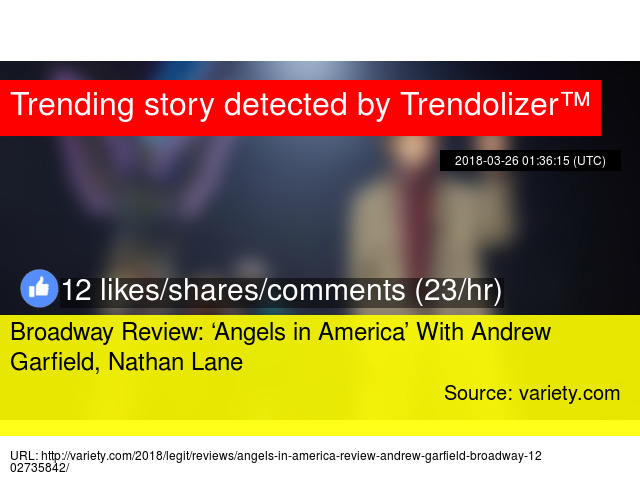 Trending story detected by Trendolizer™
2018-03-26 01:36:15 (UTC)
12 likes/shares/comments (23/hr)
Broadway Review: ‘Angels in America’ With Andrew
Garfield, Nathan Lane
Source: variety.com
URL: http://variety.com/2018/legit/reviews/angels-in-america-review-andrew-garfield-broadway-12
02735842/